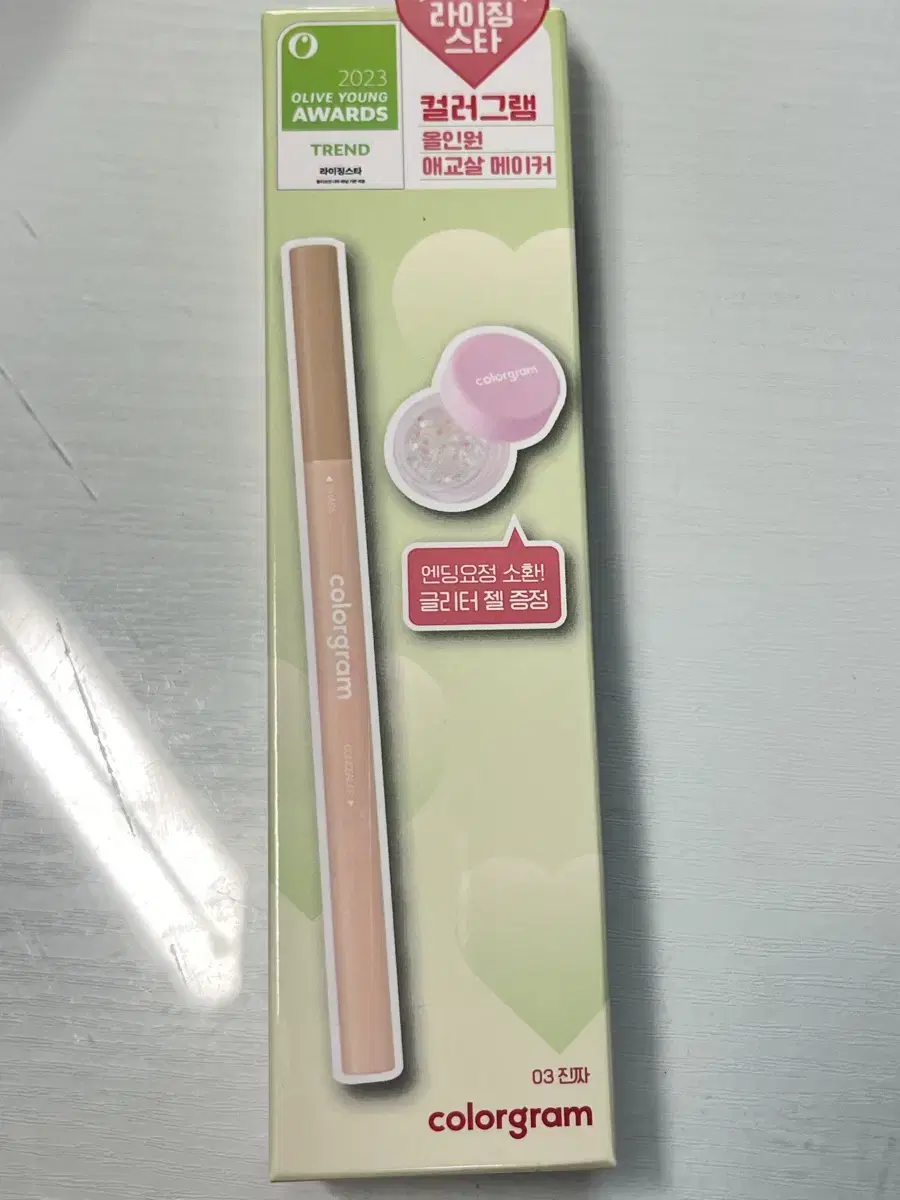 라이징
스타
2023
OLIVE YOUNG
AWARDS
TREND
라이징스타
컬러그램
올인원
애교살 메이커
colorgram
엔딩요정 소환!
글리터 젤 증정
colorgram
CONCEALER
03 진짜
colorgram